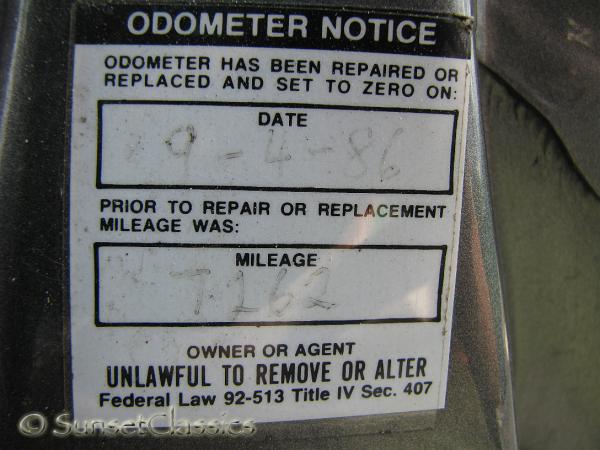 ODOMETER NOTICE
ODOMETER HAS BEEN REPAIRED OR
REPLACED AND SET TO ZERO ON:
DATE
9-4-86
PRIOR TO REPAIR OR REPLACEMENT
MILEAGE WAS:
MILEAGE
7262
OWNER OR AGENT
UNLAWFUL TO REMOVE OR ALTER
Federal Law 92-513 Title IV Sec. 407
© SunsetClassics